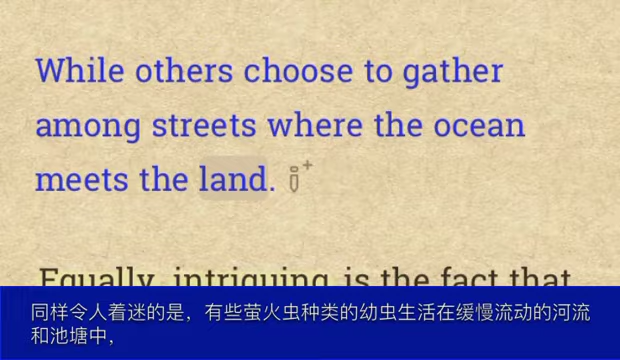 While others choose to gather
among streets where the ocean
meets the land.
Equally intriguing is the fact that
同样令人着迷的是，有些萤火虫种类的幼虫生活在缓慢流动的河流
和池塘中，